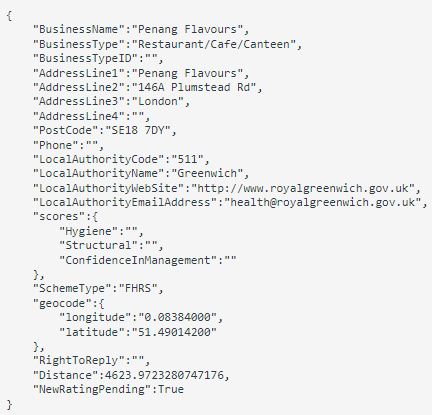 {
"BusinessName":"Penang Flavours",
"BusinessType":"Restaurant/Cafe/Canteen",
"BusinessTypeID":"",
"AddressLine1":"Penang Flavours",
"AddressLine2":"146A Plumstead Rd",
"AddressLine3":"London",
"AddressLine4":"",
"PostCode":"SE18 7DY",
"Phone":"",
"LocalAuthorityCode":"511",
"LocalAuthorityName":"Greenwich",
"LocalAuthorityWebSite":"http://www.royalgreenwich.gov.uk",
"LocalAuthorityEmailAddress":"health@royalgreenwich.gov.uk",
"scores":{
"Hygiene":"",
"Structural":"",
"ConfidenceInManagement":""
},
"SchemeType":"FHRS",
"geocode":{
"longitude":"0.08384000",
"latitude":"51.49014200"
},
"RightToReply":"",
"Distance":4623.9723280747176,
"NewRatingPending":True
}